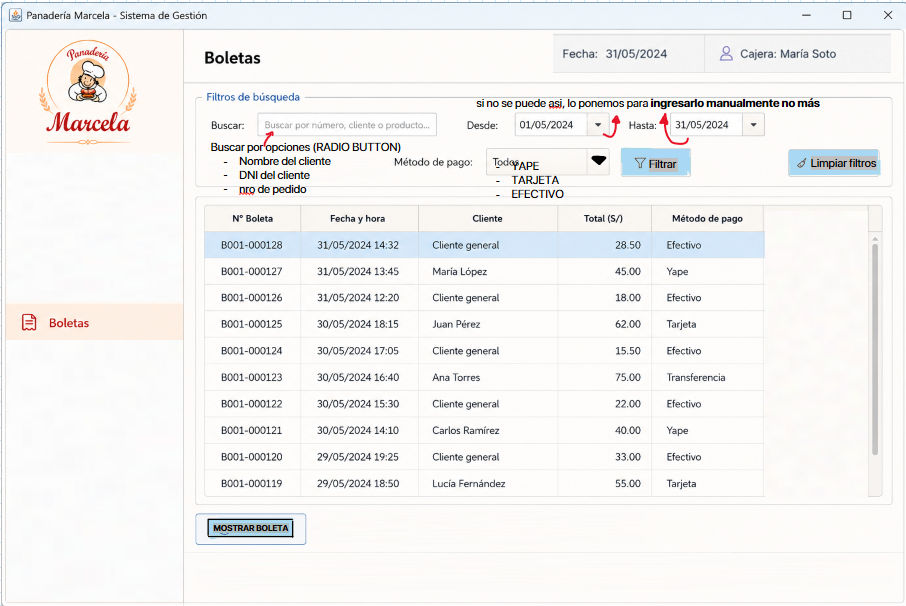 Panadería Marcela - Sistema de Gestión
Panadería
Marcela
Boletas
Fecha: 31/05/2024
Cajera: María Soto
Filtros de búsqueda
si no se puede asi, lo ponemos para ingresarlo manualmente no más
Buscar: Buscar por número, cliente o producto...
Desde: 01/05/2024
Hasta: 31/05/2024
Buscar por opciones (RADIO BUTTON)
- Nombre del cliente
- DNI del cliente
- nro de pedido
Método de pago: Todos
- YAPE
- TARJETA
- EFECTIVO
Filtrar
Limpiar filtros
N° Boleta Fecha y hora Cliente Total (S/) Método de pago
B001-000128 31/05/2024 14:32 Cliente general 28.50 Efectivo
B001-000127 31/05/2024 13:45 María López 45.00 Yape
B001-000126 31/05/2024 12:20 Cliente general 18.00 Efectivo
B001-000125 30/05/2024 18:15 Juan Pérez 62.00 Tarjeta
B001-000124 30/05/2024 17:05 Cliente general 15.50 Efectivo
B001-000123 30/05/2024 16:40 Ana Torres 75.00 Transferencia
B001-000122 30/05/2024 15:30 Cliente general 22.00 Efectivo
B001-000121 30/05/2024 14:10 Carlos Ramírez 40.00 Yape
B001-000120 29/05/2024 19:25 Cliente general 33.00 Efectivo
B001-000119 29/05/2024 18:50 Lucía Fernández 55.00 Tarjeta
Boletas
MOSTRAR BOLETA